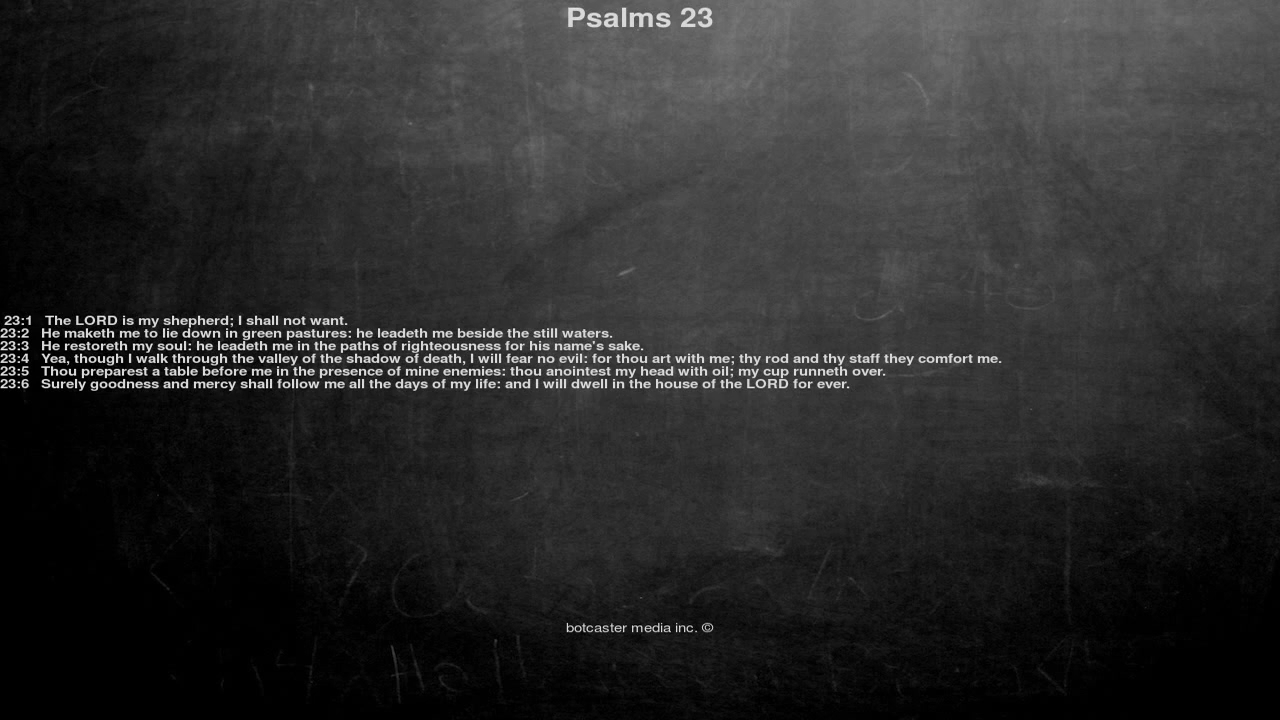 Psalms 23
23:1 The LORD is my shepherd; I shall not want.
23:2 He maketh me to lie down in green pastures: he leadeth me beside the still waters.
23:3 He restoreth my soul: he leadeth me in the paths of righteousness for his name's sake.
23:4 Yea, though I walk through the valley of the shadow of death, I will fear no evil: for thou art with me; thy rod and thy staff they comfort me.
23:5 Thou preparest a table before me in the presence of mine enemies: thou anointest my head with oil; my cup runneth over.
23:6 Surely goodness and mercy shall follow me all the days of my life: and I will dwell in the house of the LORD for ever.
botcaster media inc. ©